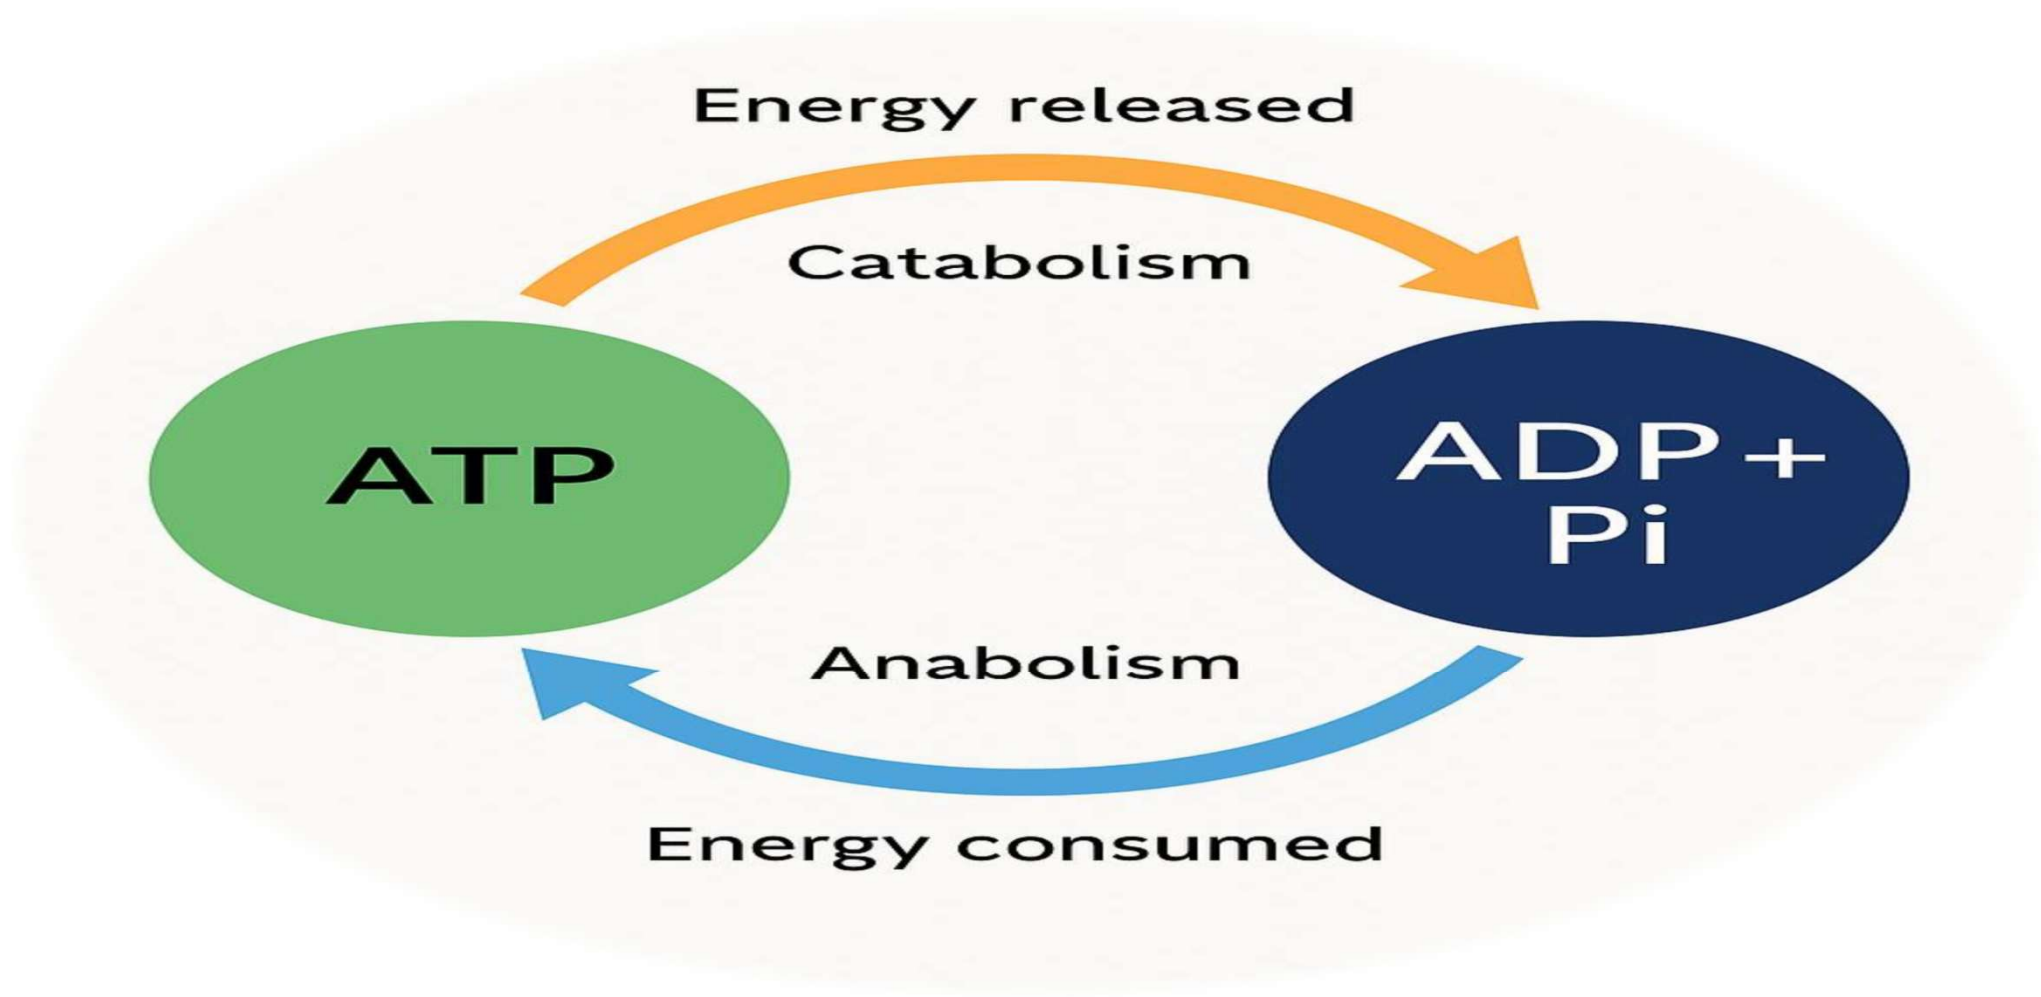 Energy released
Catabolism
ATP
ADP+
Pi
Anabolism
Energy consumed